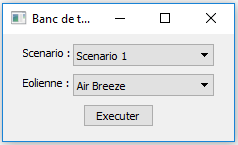 Banc de t...
Scenario : Scenario 1
Eolienne : Air Breeze
Executer